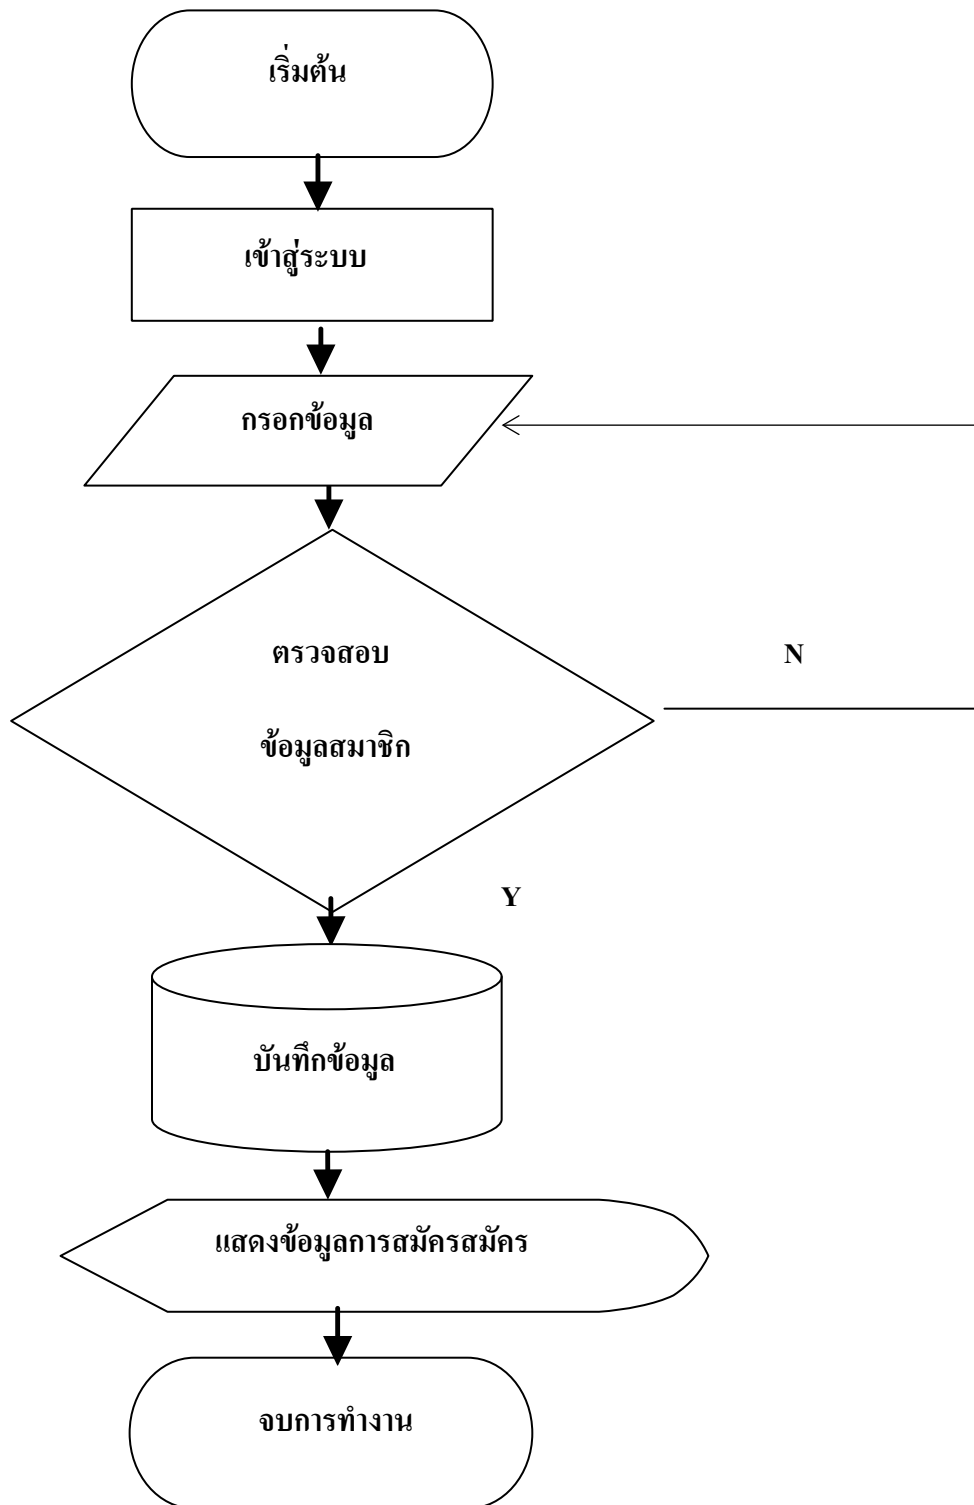 เริ่มต้น
เข้าสู่ระบบ
กรอกข้อมูล
ตรวจสอบ
N
ข้อมูลสมาชิก
Y
บันทึกข้อมูล
แสดงข้อมูลการสมัครสมัคร
จบการทำงาน